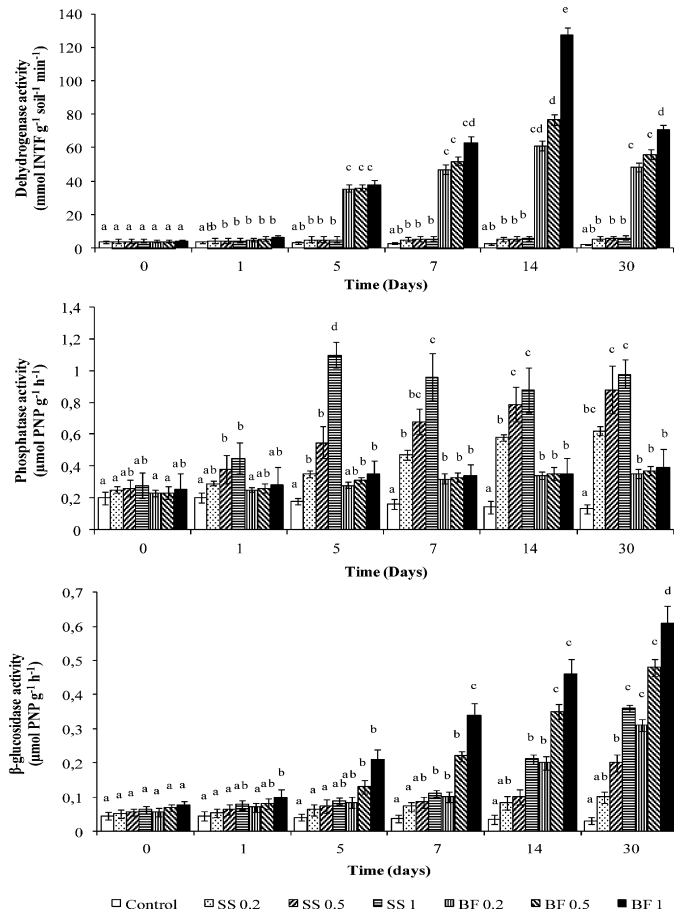 Dehydrogenase activity
(mmol INTF g-1 soil-1 min-1)
140
120
100
80
60
40
20
0
a a a a a a a
ab b b b b b b
ab b b b c c c
ab b b b c c cd
ab b b b cd d e
ab b b b c c d
0 1 5 7 14 30
Time (Days)
Phosphatase activity
(μmol PNP g-1 h-1)
1,4
1,2
1
0,8
0,6
0,4
0,2
0
a a ab ab a a ab
a ab b b a ab ab
a b b d ab b b
a b bc c b b b
a b c c b b b
a bc c c b b b
0 1 5 7 14 30
Time (Days)
β-glucosidase activity
(μmol PNP g-1 h-1)
0,7
0,6
0,5
0,4
0,3
0,2
0,1
0
a a a a a a a
a a a ab a ab b
a a a ab ab b b
a a ab b b b c
a ab b b c c
a ab b c c c d
0 1 5 7 14 30
Time (days)
Control SS 0.2 SS 0.5 SS 1 BF 0.2 BF 0.5 BF 1